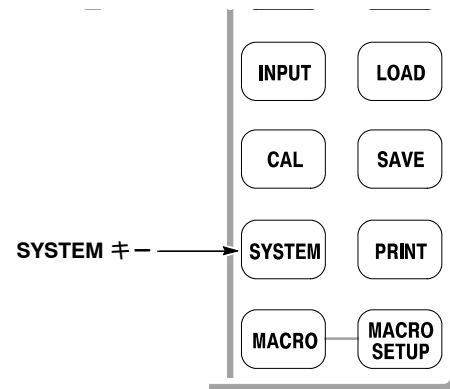 INPUT LOAD
CAL SAVE
SYSTEM キー SYSTEM PRINT
MACRO MACRO SETUP